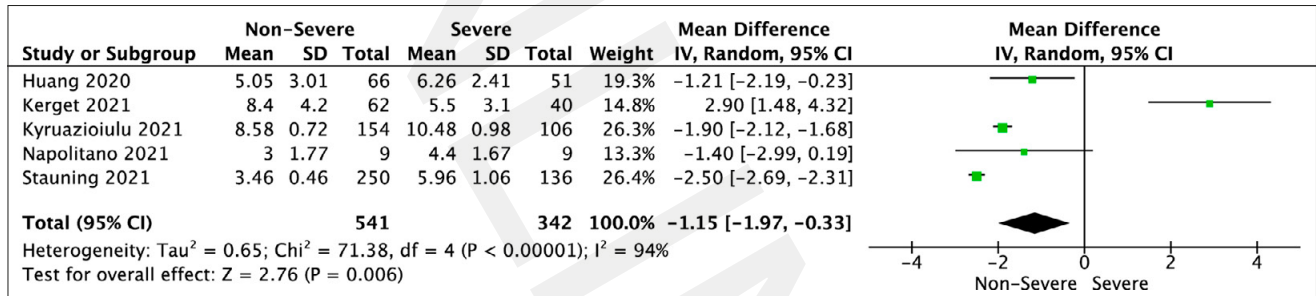 Non-Severe Severe Mean Difference Mean Difference
Study or Subgroup Mean SD Total Mean SD Total Weight IV, Random, 95% CI IV, Random, 95% CI
Huang 2020 5.05 3.01 66 6.26 2.41 51 19.3% −1.21 [−2.19, −0.23]
Kerget 2021 8.4 4.2 62 5.5 3.1 40 14.8% 2.90 [1.48, 4.32]
Kyruazioiulu 2021 8.58 0.72 154 10.48 0.98 106 26.3% −1.90 [−2.12, −1.68]
Napolitano 2021 3 1.77 9 4.4 1.67 9 13.3% −1.40 [−2.99, 0.19]
Stauning 2021 3.46 0.46 250 5.96 1.06 136 26.4% −2.50 [−2.69, −2.31]
Total (95% CI) 541 342 100.0% −1.15 [−1.97, −0.33]
Heterogeneity: Tau² = 0.65; Chi² = 71.38, df = 4 (P < 0.00001); I² = 94%
Test for overall effect: Z = 2.76 (P = 0.006)
−4 −2 0 2 4
Non-Severe Severe